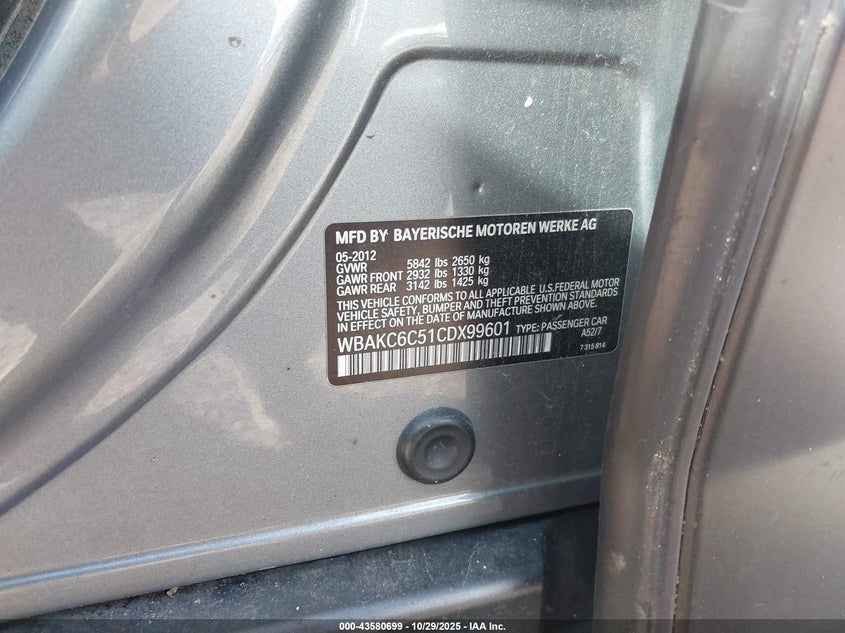 MFD BY BAYERISCHE MOTOREN WERKE AG
05-2012
GVWR 5842 lbs 2650 kg
GAWR FRONT 2932 lbs 1330 kg
GAWR REAR 3142 lbs 1425 kg
THIS VEHICLE CONFORMS TO ALL APPLICABLE U.S.FEDERAL MOTOR
VEHICLE SAFETY, BUMPER AND THEFT PREVENTION STANDARDS
IN EFFECT ON THE DATE OF MANUFACTURE SHOWN ABOVE.
WBAKC6C51CDX99601 TYPE: PASSENGER CAR
A52/7
7 315 814
000-43580699 - 10/29/2025 - IAA Inc.